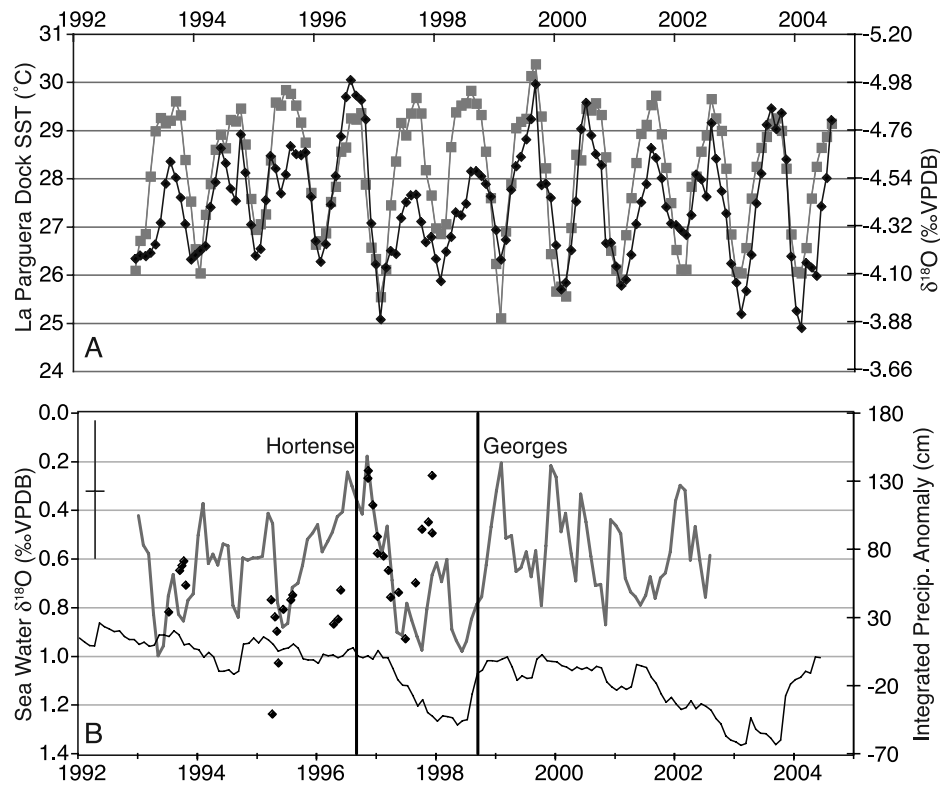 1992 1994 1996 1998 2000 2002 2004
31 -5.20
30 -4.98
29 -4.76
28 -4.54
27 -4.32
26 -4.10
25 -3.88
24 -3.66
La Parguera Dock SST (˚C)
δ¹⁸O (‰VPDB)
A
0.0 180
0.2 130
0.4
0.6 80
0.8 30
1.0 -20
1.2
1.4 -70
Sea Water δ¹⁸O (‰VPDB)
Integrated Precip. Anomaly (cm)
Hortense Georges
B
1992 1994 1996 1998 2000 2002 2004